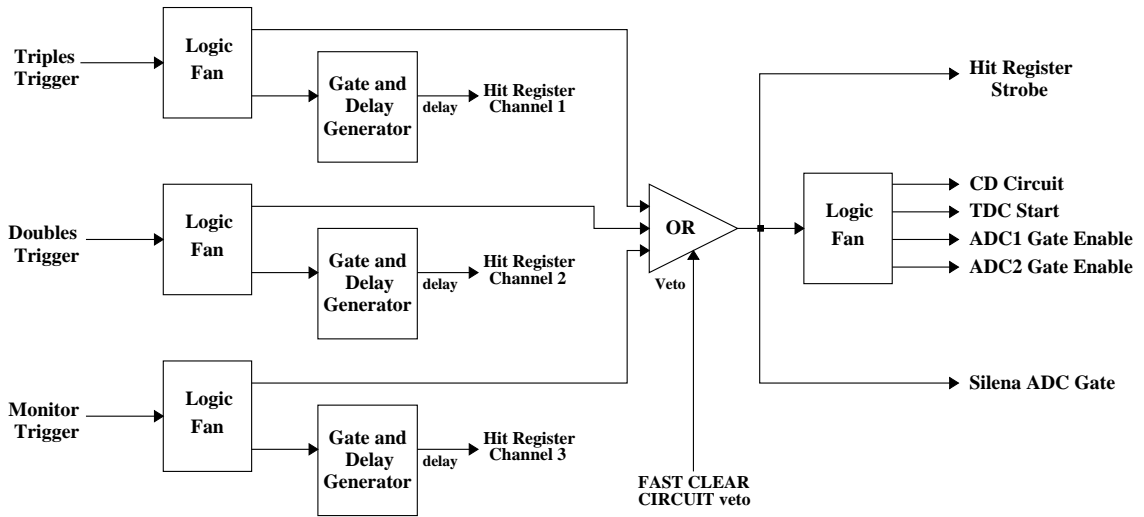 Triples
Trigger
Logic
Fan
Gate and
Delay
Generator
delay
Hit Register
Channel 1
Doubles
Trigger
Logic
Fan
Gate and
Delay
Generator
delay
Hit Register
Channel 2
Monitor
Trigger
Logic
Fan
Gate and
Delay
Generator
delay
Hit Register
Channel 3
OR
Veto
FAST CLEAR
CIRCUIT veto
Hit Register
Strobe
Logic
Fan
CD Circuit
TDC Start
ADC1 Gate Enable
ADC2 Gate Enable
Silena ADC Gate